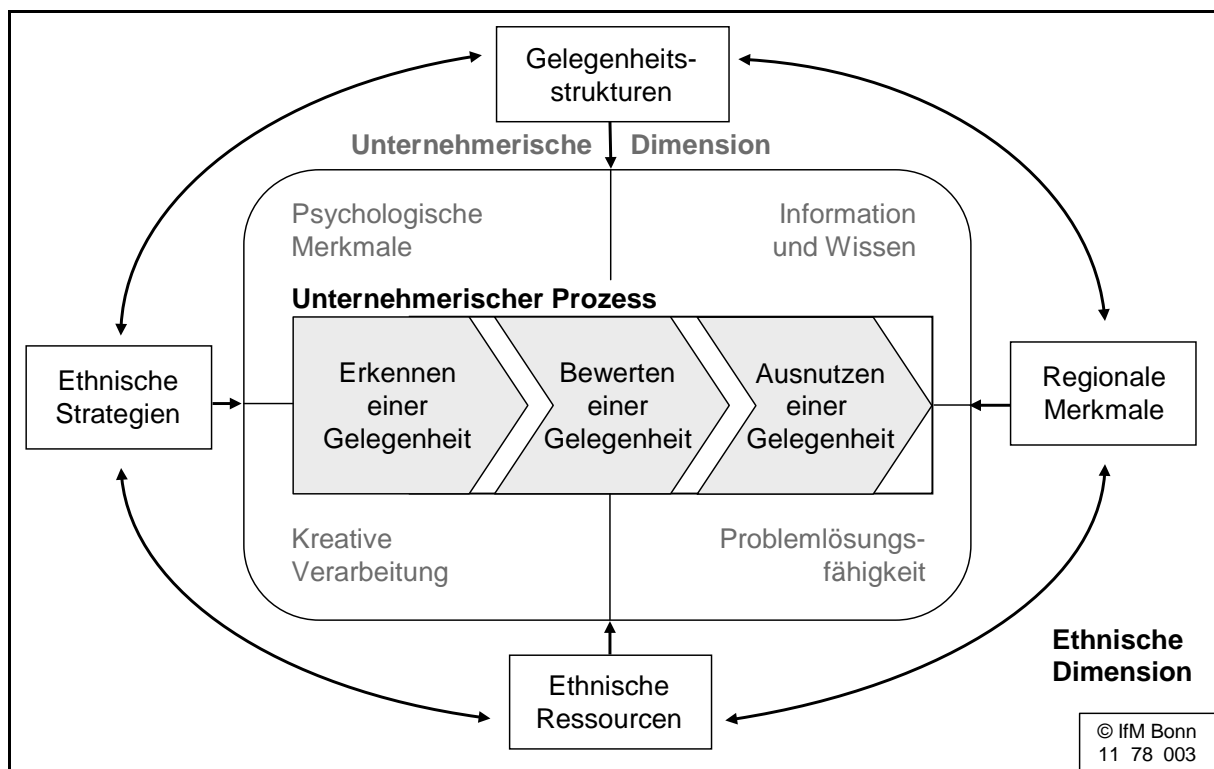 Gelegenheits-
strukturen
Unternehmerische Dimension
Psychologische
Merkmale
Information
und Wissen
Unternehmerischer Prozess
Ethnische
Strategien
Erkennen
einer
Gelegenheit
Bewerten
einer
Gelegenheit
Ausnutzen
einer
Gelegenheit
Regionale
Merkmale
Kreative
Verarbeitung
Problemlösungs-
fähigkeit
Ethnische
Ressourcen
Ethnische
Dimension
© IfM Bonn
11 78 003